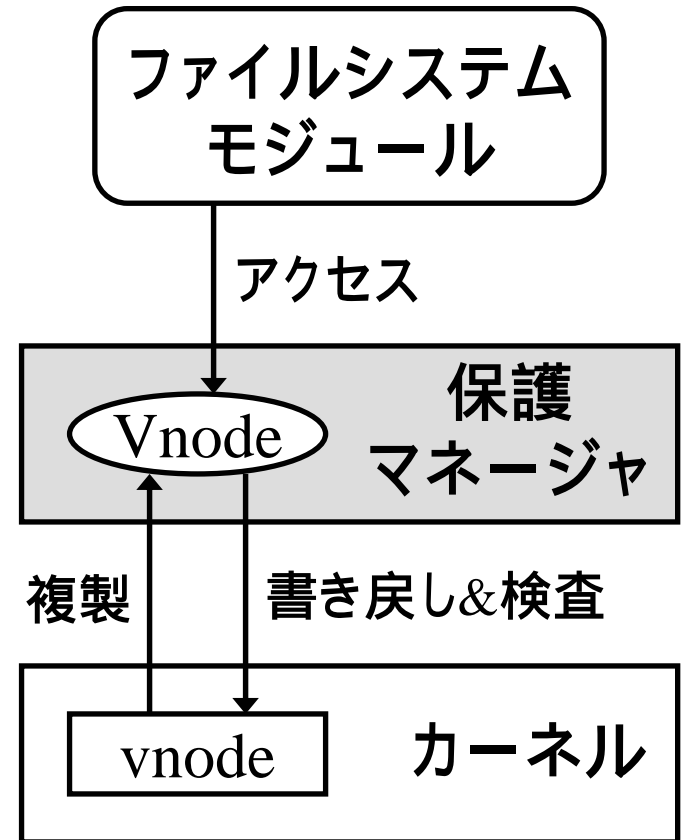 ファイルシステム
モジュール
アクセス
保護
マネージャ
Vnode
複製
書き戻し&検査
vnode
カーネル